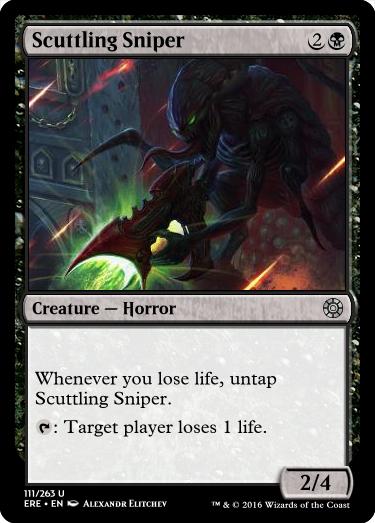 Scuttling Sniper 2
Creature — Horror
Whenever you lose life, untap
Scuttling Sniper.
: Target player loses 1 life.
2/4
111/263 U
ERE • EN ALEXANDR ELITCHEV ™ & © 2016 Wizards of the Coast